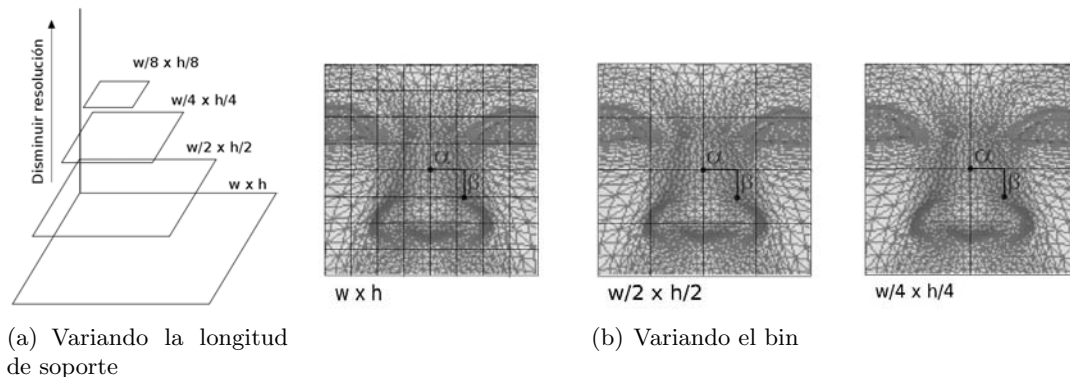 Disminuir resolución
w/8 x h/8
w/4 x h/4
w/2 x h/2
w x h
α
β
w x h
α
β
w/2 x h/2
α
β
w/4 x h/4
(a) Variando la longitud
de soporte
(b) Variando el bin